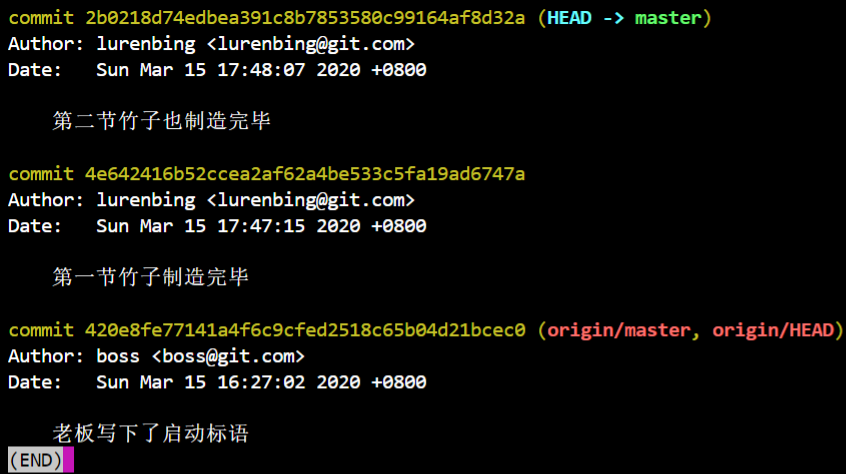 commit 2b0218d74edbea391c8b7853580c99164af8d32a (HEAD -> master)
Author: lurenbing <lurenbing@git.com>
Date:   Sun Mar 15 17:48:07 2020 +0800
第二节竹子也制造完毕
commit 4e642416b52ccea2af62a4be533c5fa19ad6747a
Author: lurenbing <lurenbing@git.com>
Date:   Sun Mar 15 17:47:15 2020 +0800
第一节竹子制造完毕
commit 420e8fe77141a4f6c9cfed2518c65b04d21bcec0 (origin/master, origin/HEAD)
Author: boss <boss@git.com>
Date:   Sun Mar 15 16:27:02 2020 +0800
老板写下了启动标语
(END)